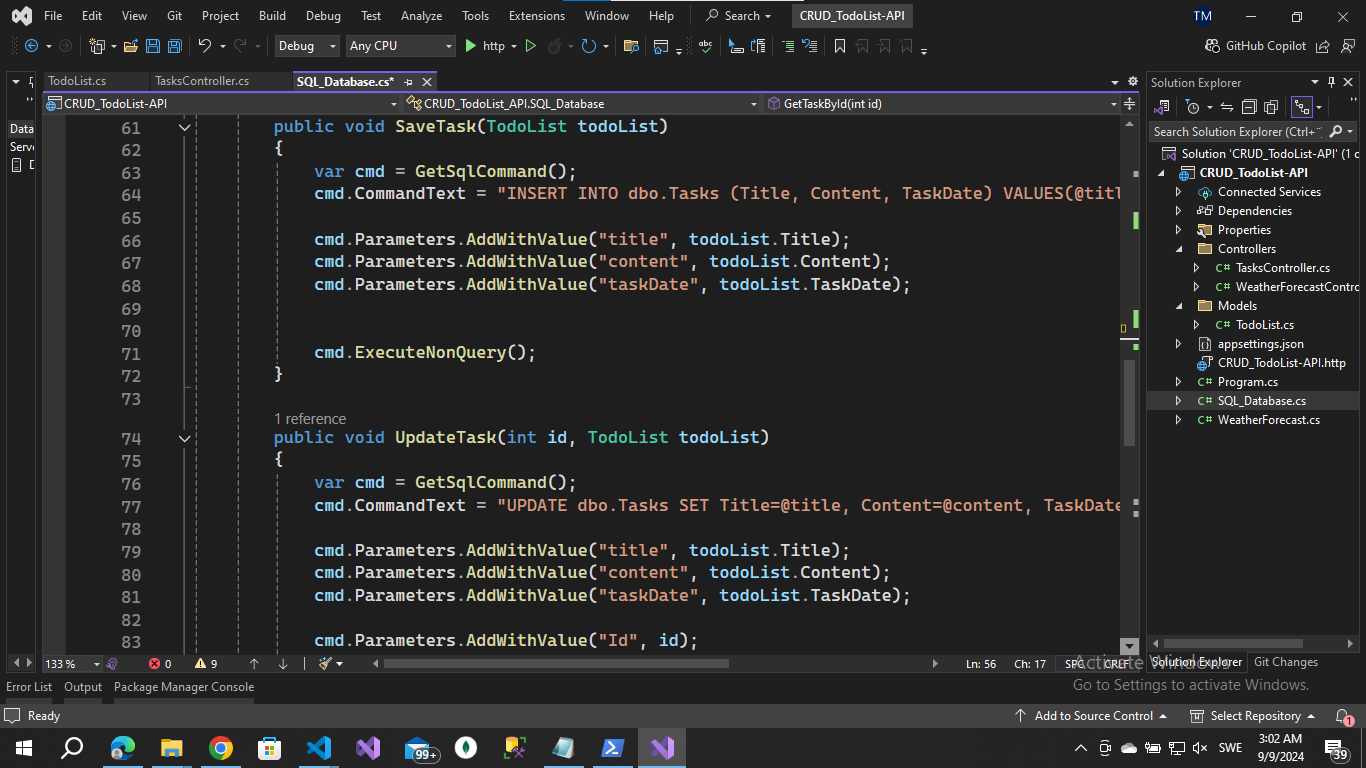 File Edit View Git Project Build Debug Test Analyze Tools Extensions Window Help Search CRUD_TodoList-API TM
Debug Any CPU http GitHub Copilot
TodoList.cs TasksController.cs SQL_Database.cs*
CRUD_TodoList-API CRUD_TodoList_API.SQL_Database GetTaskById(int id)
Data
Serve
61 public void SaveTask(TodoList todoList)
62 {
63 var cmd = GetSqlCommand();
64 cmd.CommandText = "INSERT INTO dbo.Tasks (Title, Content, TaskDate) VALUES(@titl
65
66 cmd.Parameters.AddWithValue("title", todoList.Title);
67 cmd.Parameters.AddWithValue("content", todoList.Content);
68 cmd.Parameters.AddWithValue("taskDate", todoList.TaskDate);
69
70
71 cmd.ExecuteNonQuery();
72 }
73
1 reference
74 public void UpdateTask(int id, TodoList todoList)
75 {
76 var cmd = GetSqlCommand();
77 cmd.CommandText = "UPDATE dbo.Tasks SET Title=@title, Content=@content, TaskDate
78
79 cmd.Parameters.AddWithValue("title", todoList.Title);
80 cmd.Parameters.AddWithValue("content", todoList.Content);
81 cmd.Parameters.AddWithValue("taskDate", todoList.TaskDate);
82
83 cmd.Parameters.AddWithValue("Id", id);
133 % 0 9 Ln: 56 Ch: 17 SPC CRLF
Solution Explorer
Search Solution Explorer (Ctrl+
Solution 'CRUD_TodoList-API' (1 c
CRUD_TodoList-API
Connected Services
Dependencies
Properties
Controllers
C# TasksController.cs
C# WeatherForecastContro
Models
C# TodoList.cs
appsettings.json
CRUD_TodoList-API.http
C# Program.cs
C# SQL_Database.cs
C# WeatherForecast.cs
Solution Explorer Git Changes
Activate Windows
Go to Settings to activate Windows.
Error List Output Package Manager Console
Ready Add to Source Control Select Repository 1
99+ SWE 3:02 AM
9/9/2024 39